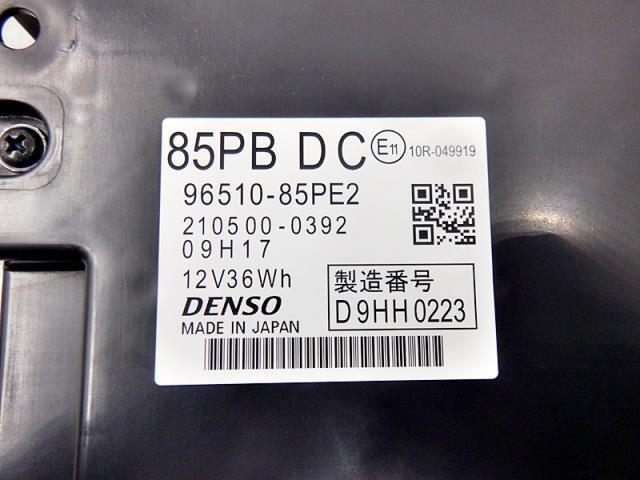 85PB DC E11 10R-049919
96510-85PE2
210500-0392
09H17
12V36Wh
DENSO
MADE IN JAPAN
製造番号
D9HH0223